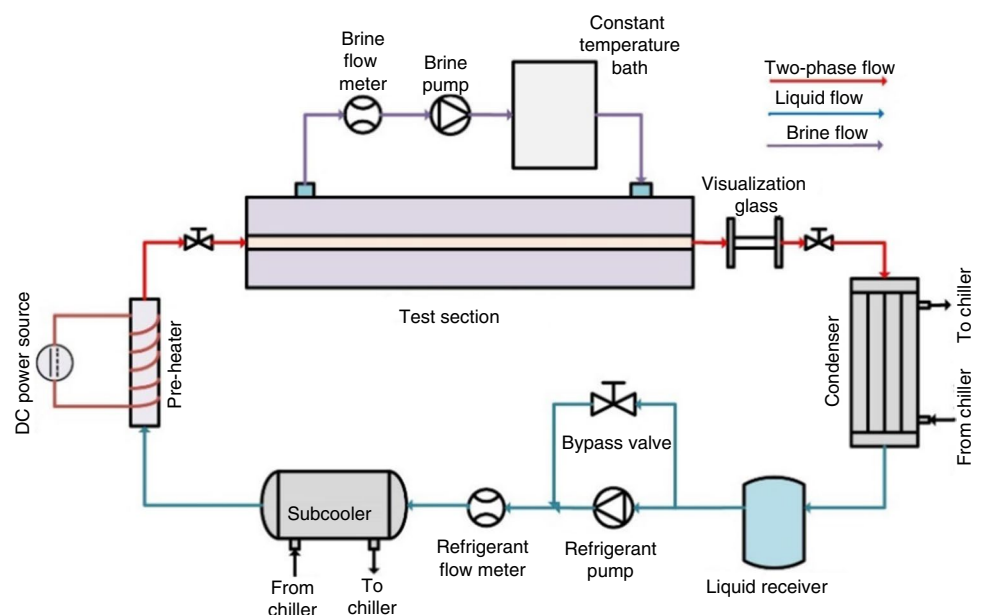 Constant
temperature
bath
Brine
flow
meter
Brine
pump
Two-phase flow
Liquid flow
Brine flow
Visualization
glass
Test section
DC power source
Pre-heater
Condenser
To chiller
From chiller
Bypass valve
Subcooler
Refrigerant
flow meter
Refrigerant
pump
Liquid receiver
From
chiller
To
chiller